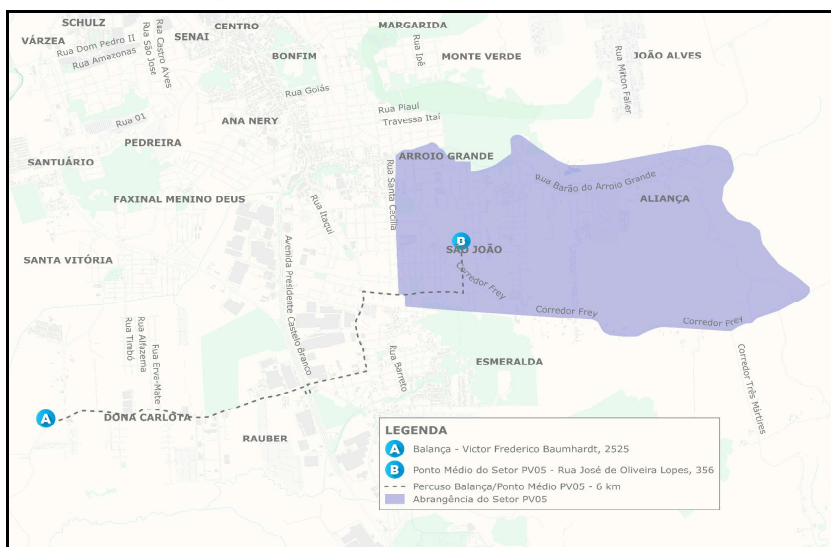 SCHULZ
CENTRO
MARGARIDA
VÁRZEA
Rua Dom Pedro II
Rua Amazonas
Rua São José
Rua Castro Alves
SENAI
BONFIM
Rua Ipê
MONTE VERDE
JOÃO ALVES
Rua Milton Faller
Rua Goiás
Rua Piauí
Travessa Itaí
Rua 01
ANA NERY
PEDREIRA
SANTUÁRIO
ARROIO GRANDE
Rua Santa Cecília
Rua Barão do Arroio Grande
ALIANÇA
FAXINAL MENINO DEUS
Rua Itaqui
B
SÃO JOÃO
SANTA VITÓRIA
Avenida Presidente Castelo Branco
Corredor Frey
Corredor Frey
Corredor Frey
Rua Timbó
Rua Alfazema
Rua Erva-Mate
Rua Barreto
ESMERALDA
Corredor Três Mártires
A
DONA CARLOTA
RAUBER
LEGENDA
A Balança - Victor Frederico Baumhardt, 2525
B Ponto Médio do Setor PV05 - Rua José de Oliveira Lopes, 356
Percuso Balança/Ponto Médio PV05 - 6 km
Abrangência do Setor PV05